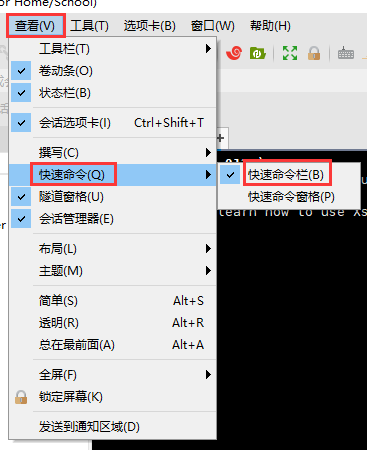 or Home/School)
查看(V) 工具(T) 选项卡(B) 窗口(W) 帮助(H)
工具栏(T)
卷动条(O)
状态栏(B)
会话选项卡(I) Ctrl+Shift+T
撰写(C)
快速命令(Q)
快速命令栏(B)
隧道窗格(U)
快速命令窗格(P)
会话管理器(E)
learn how to use Xs
布局(L)
主题(M)
简单(S) Alt+S
透明(R) Alt+R
总在最前面(A) Alt+A
全屏(F)
锁定屏幕(K)
发送到通知区域(D)